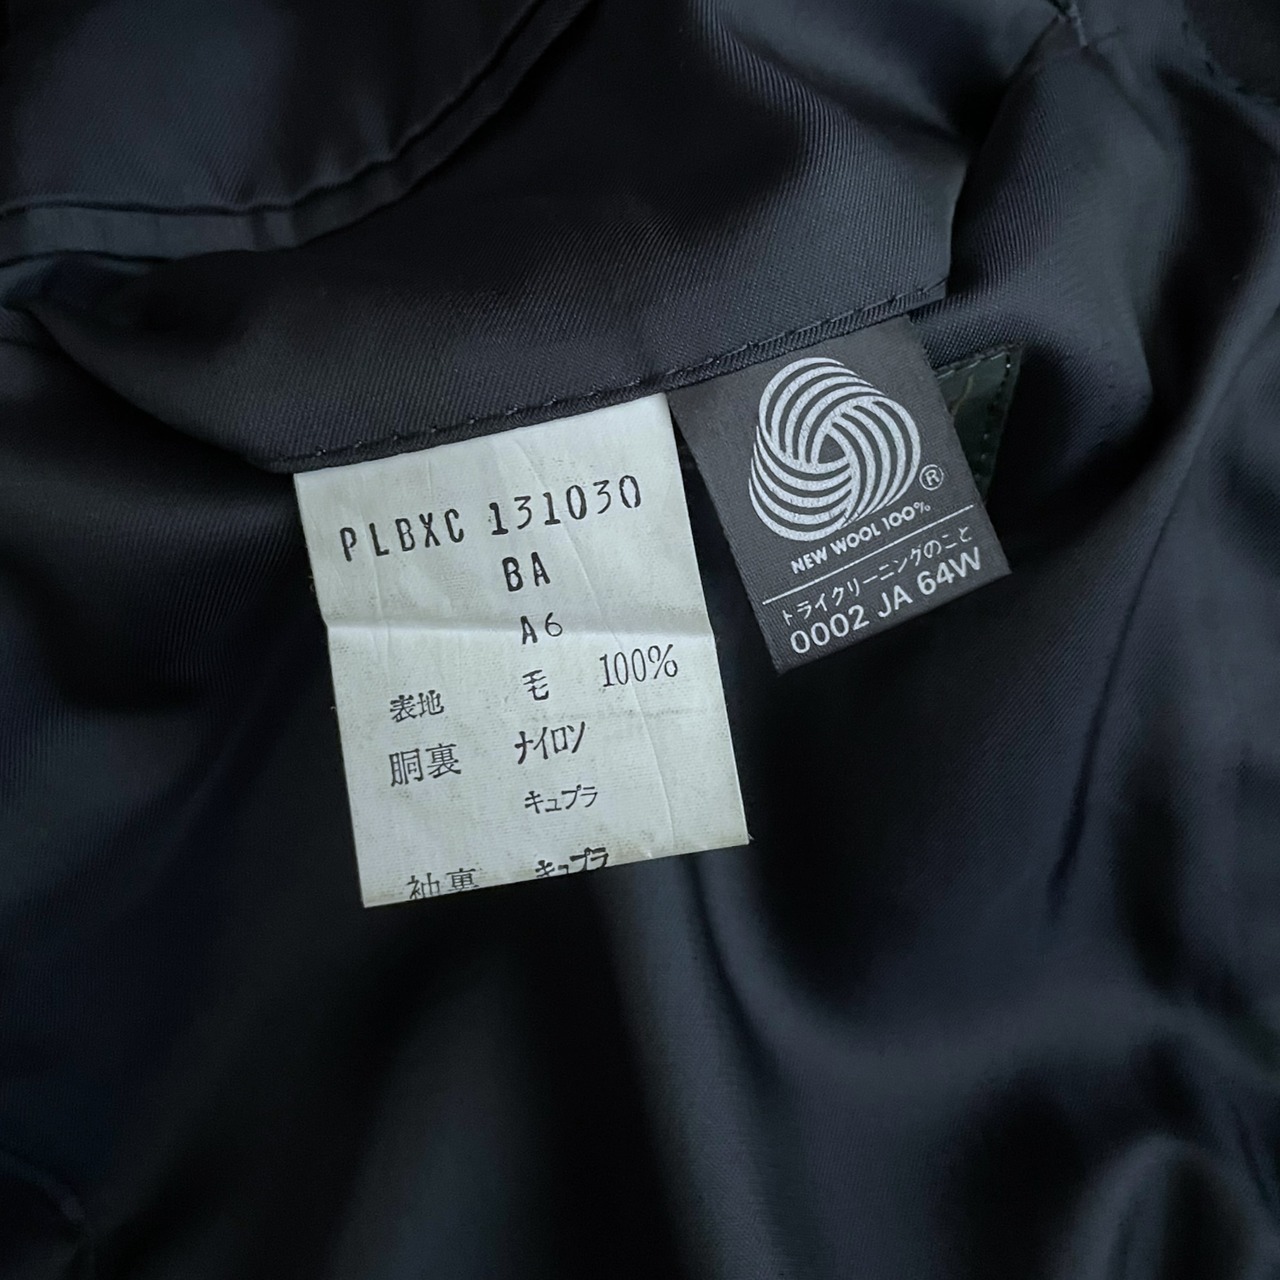 PLBXC 131030
BA
A6
表地 毛 100%
胴裏 ナイロン
キュプラ
袖裏 キュプラ
®
NEW WOOL 100%
トライクリーニングのこと
0002 JA 64W